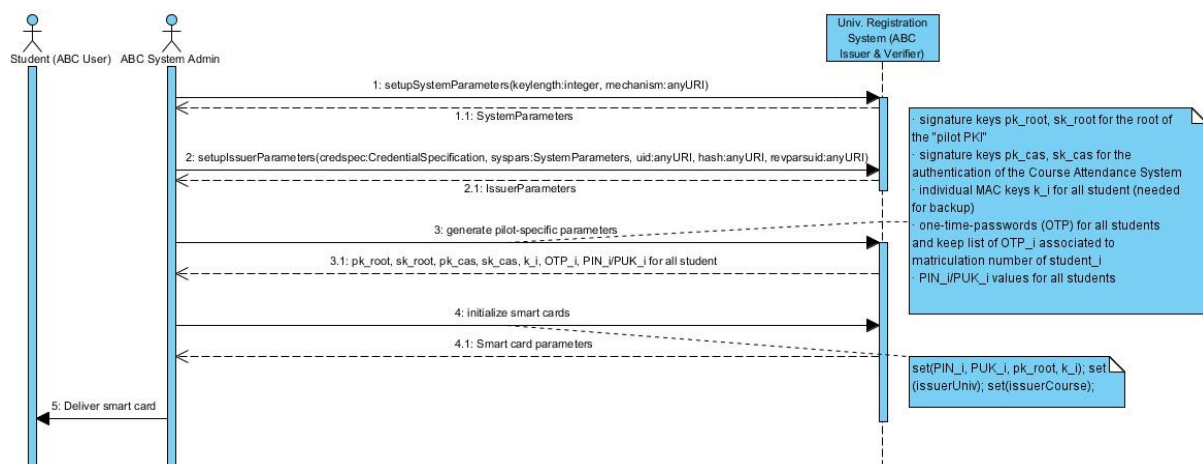 Student (ABC User)
ABC System Admin
Univ. Registration
System (ABC
Issuer & Verifier)
1: setupSystemParameters(keylength:integer, mechanism:anyURI)
1.1: SystemParameters
2: setupIssuerParameters(credspec:CredentialSpecification, syspars:SystemParameters, uid:anyURI, hash:anyURI, revparsuid:anyURI)
2.1: IssuerParameters
3: generate pilot-specific parameters
3.1: pk_root, sk_root, pk_cas, sk_cas, k_i, OTP_i, PIN_i/PUK_i for all student
4: initialize smart cards
4.1: Smart card parameters
5: Deliver smart card
· signature keys pk_root, sk_root for the root of
the "pilot PKI"
· signature keys pk_cas, sk_cas for the
authentication of the Course Attendance System
· individual MAC keys k_i for all student (needed
for backup)
· one-time-passwords (OTP) for all students
and keep list of OTP_i associated to
matriculation number of student_i
· PIN_i/PUK_i values for all students
set(PIN_i, PUK_i, pk_root, k_i); set
(issuerUniv); set(issuerCourse);